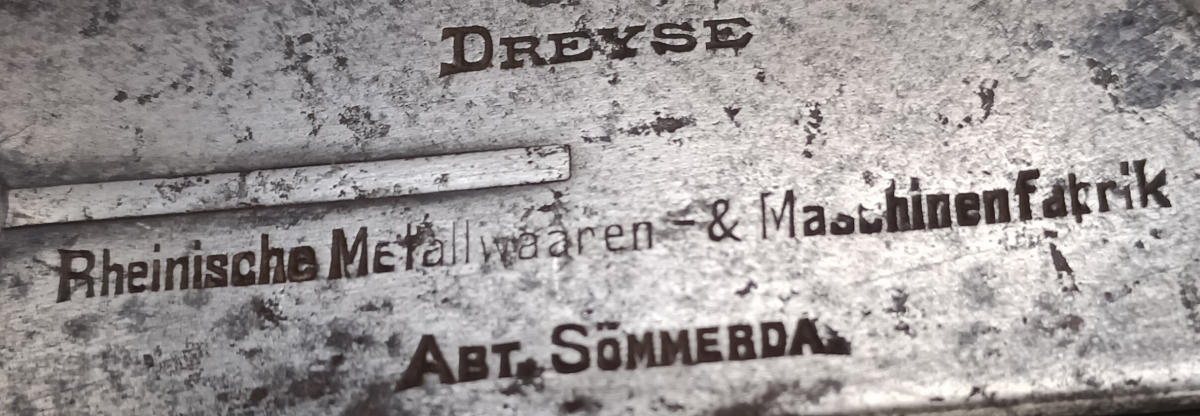 DREYSE
Rheinische Metallwaaren-& Maschinenfabrik
ABT. SÖMMERDA.